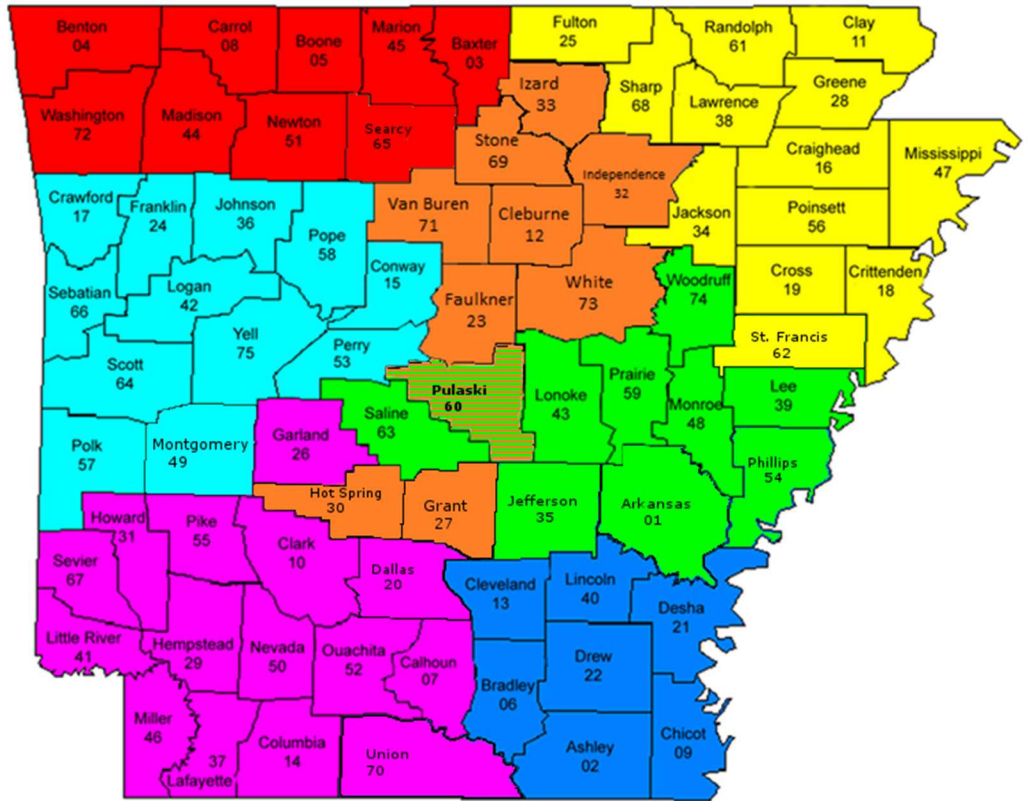 Benton
04
Carrol
08
Boone
05
Marion
45
Baxter
03
Fulton
25
Randolph
61
Clay
11
Izard
33
Sharp
68
Lawrence
38
Greene
28
Washington
72
Madison
44
Newton
51
Searcy
65
Stone
69
Independence
32
Craighead
16
Mississippi
47
Crawford
17
Franklin
24
Johnson
36
Pope
58
Van Buren
71
Cleburne
12
Jackson
34
Poinsett
56
Sebatian
66
Logan
42
Conway
15
Faulkner
23
White
73
Woodruff
74
Cross
19
Crittenden
18
Scott
64
Yell
75
Perry
53
St. Francis
62
Pulaski
60
Lonoke
43
Prairie
59
Monroe
48
Lee
39
Polk
57
Montgomery
49
Garland
26
Saline
63
Phillips
54
Hot Spring
30
Grant
27
Jefferson
35
Arkansas
01
Howard
31
Pike
55
Clark
10
Dallas
20
Sevier
67
Cleveland
13
Lincoln
40
Desha
21
Little River
41
Hempstead
29
Nevada
50
Ouachita
52
Calhoun
07
Drew
22
Bradley
06
Miller
46
37
Lafayette
Columbia
14
Union
70
Ashley
02
Chicot
09